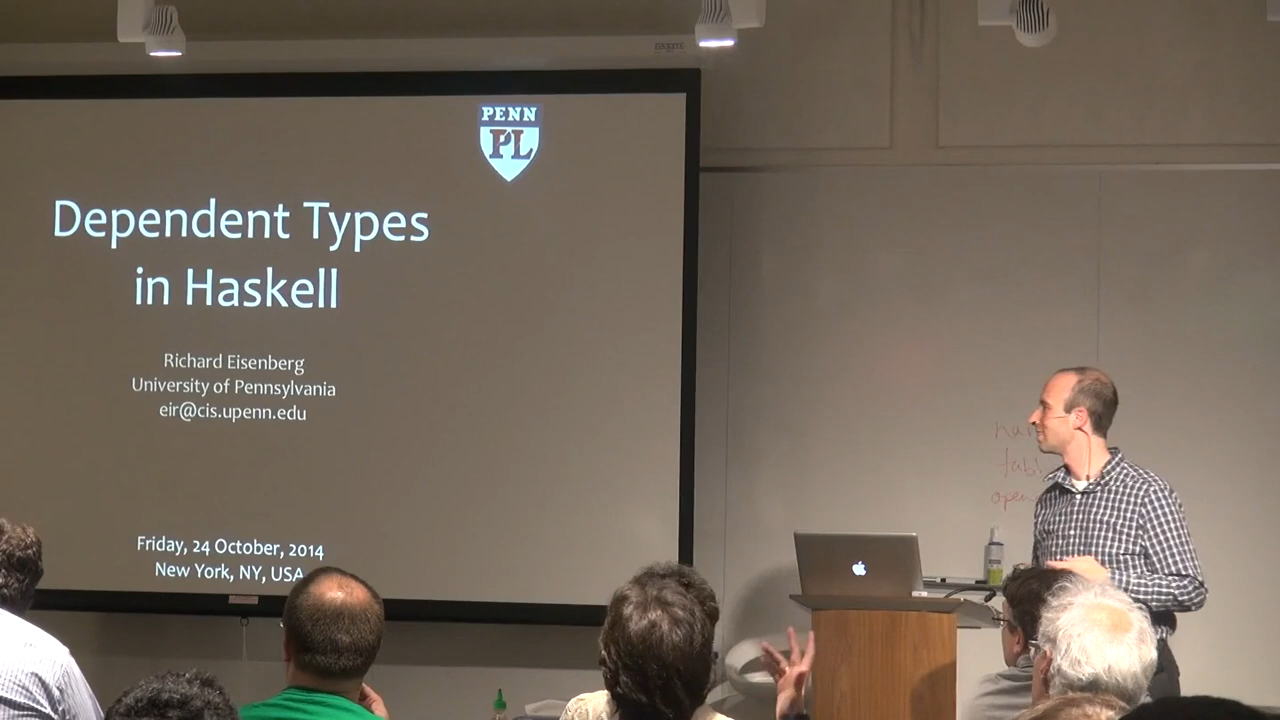 PENN
PL
Dependent Types
in Haskell
Richard Eisenberg
University of Pennsylvania
eir@cis.upenn.edu
Friday, 24 October, 2014
New York, NY, USA